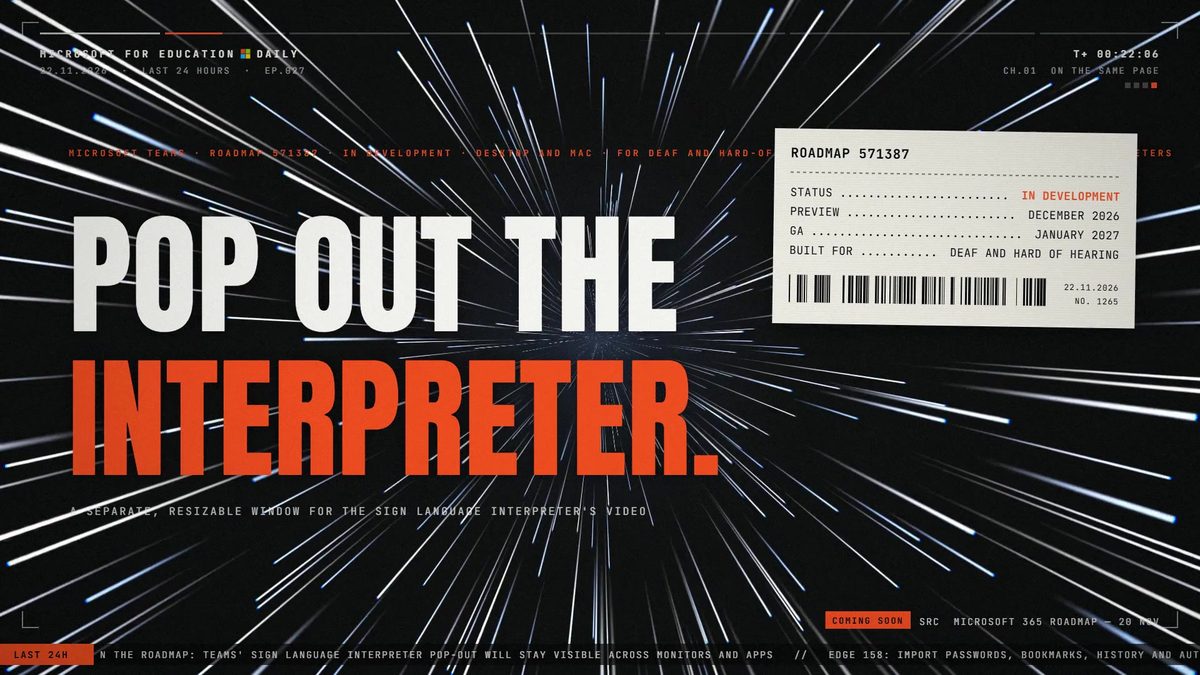 MICROSOFT FOR EDUCATION DAILY
22.11.2026 · LAST 24 HOURS · EP.027
T+ 00:22:06
CH.01 ON THE SAME PAGE
MICROSOFT TEAMS · ROADMAP 571387 · IN DEVELOPMENT · DESKTOP AND MAC · FOR DEAF AND HARD-OF
ROADMAP 571387
STATUS ........................ IN DEVELOPMENT
PREVIEW ........................ DECEMBER 2026
GA .............................. JANUARY 2027
BUILT FOR ........... DEAF AND HARD OF HEARING
22.11.2026
NO. 1265
POP OUT THE
INTERPRETER.
A SEPARATE, RESIZABLE WINDOW FOR THE SIGN LANGUAGE INTERPRETER'S VIDEO
COMING SOON SRC MICROSOFT 365 ROADMAP — 20 NOV
LAST 24H N THE ROADMAP: TEAMS' SIGN LANGUAGE INTERPRETER POP-OUT WILL STAY VISIBLE ACROSS MONITORS AND APPS // EDGE 158: IMPORT PASSWORDS, BOOKMARKS, HISTORY AND AUT